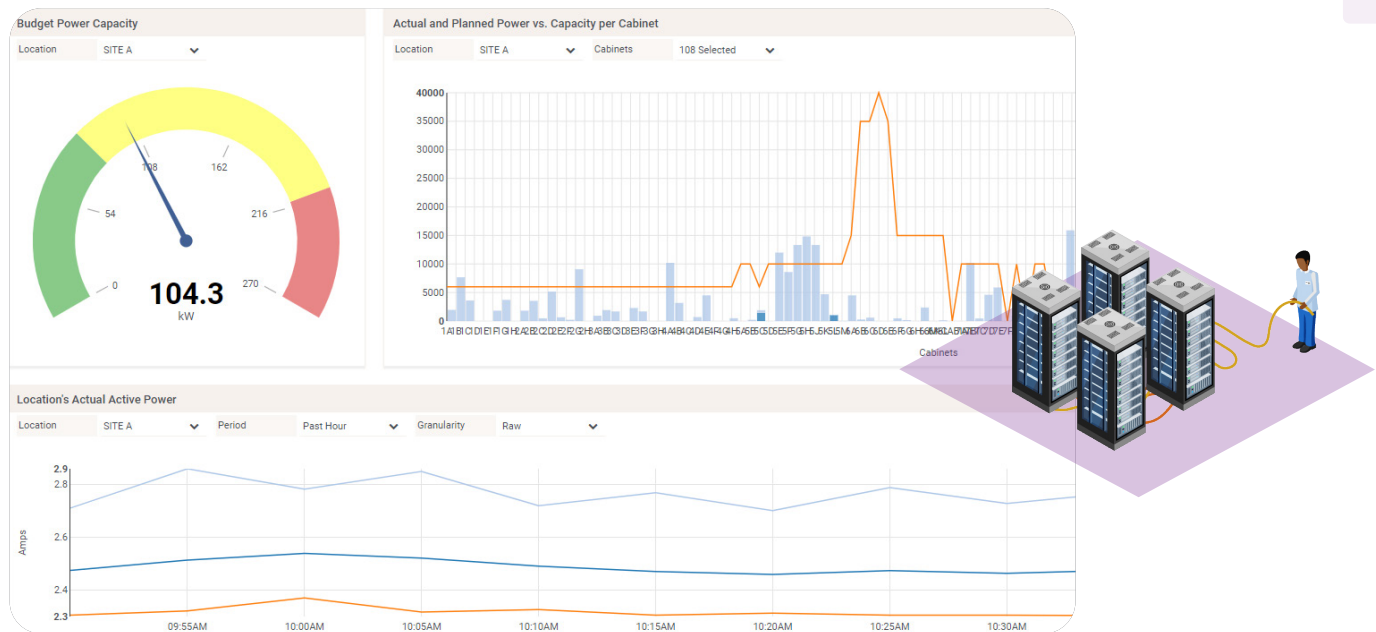 Budget Power Capacity
Location SITE A
0
54
108
162
216
270
104.3
kW
Actual and Planned Power vs. Capacity per Cabinet
Location SITE A Cabinets 108 Selected
40000
35000
30000
25000
20000
15000
10000
5000
0
Cabinets
Location's Actual Active Power
Location SITE A Period Past Hour Granularity Raw
Amps
2.9
2.8
2.6
2.4
2.3
09:55AM 10:00AM 10:05AM 10:10AM 10:15AM 10:20AM 10:25AM 10:30AM